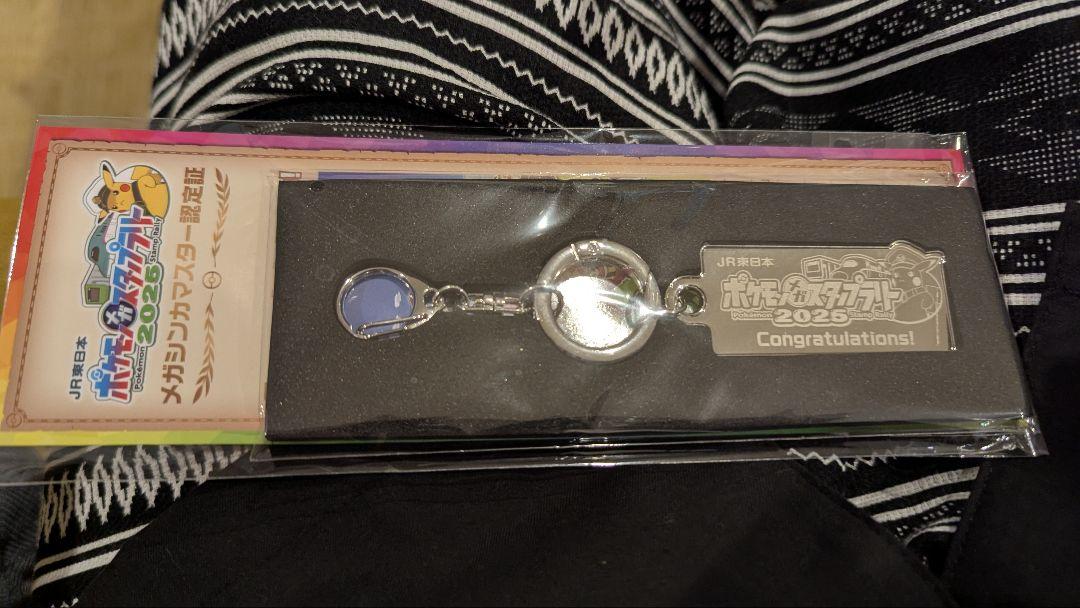 JR東日本
ポケモンメガスタンプラリー
Pokémon Stamp Rally
2025
メガシンカマスター認定証
JR東日本
ポケモンメガスタンプラリー
Pokémon 2025 Stamp Rally
Congratulations!